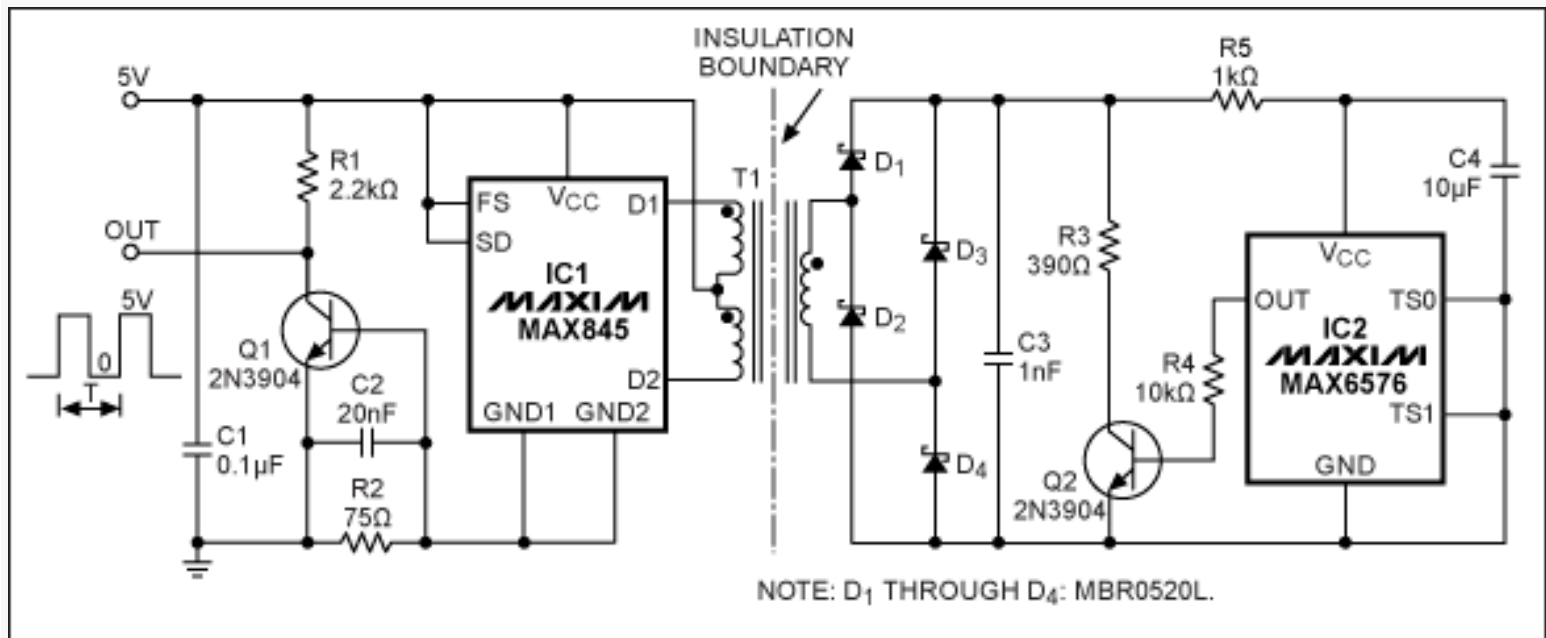 INSULATION
BOUNDARY
5V
R1
2.2kΩ
OUT
5V
0
T
Q1
2N3904
C1
0.1µF
C2
20nF
R2
75Ω
FS
SD
VCC
D1
IC1
MAXIM
MAX845
D2
GND1 GND2
T1
D1
D2
D3
D4
C3
1nF
R3
390Ω
R5
1kΩ
R4
10kΩ
Q2
2N3904
C4
10µF
VCC
OUT
TS0
IC2
MAXIM
MAX6576
TS1
GND
NOTE: D1 THROUGH D4: MBR0520L.